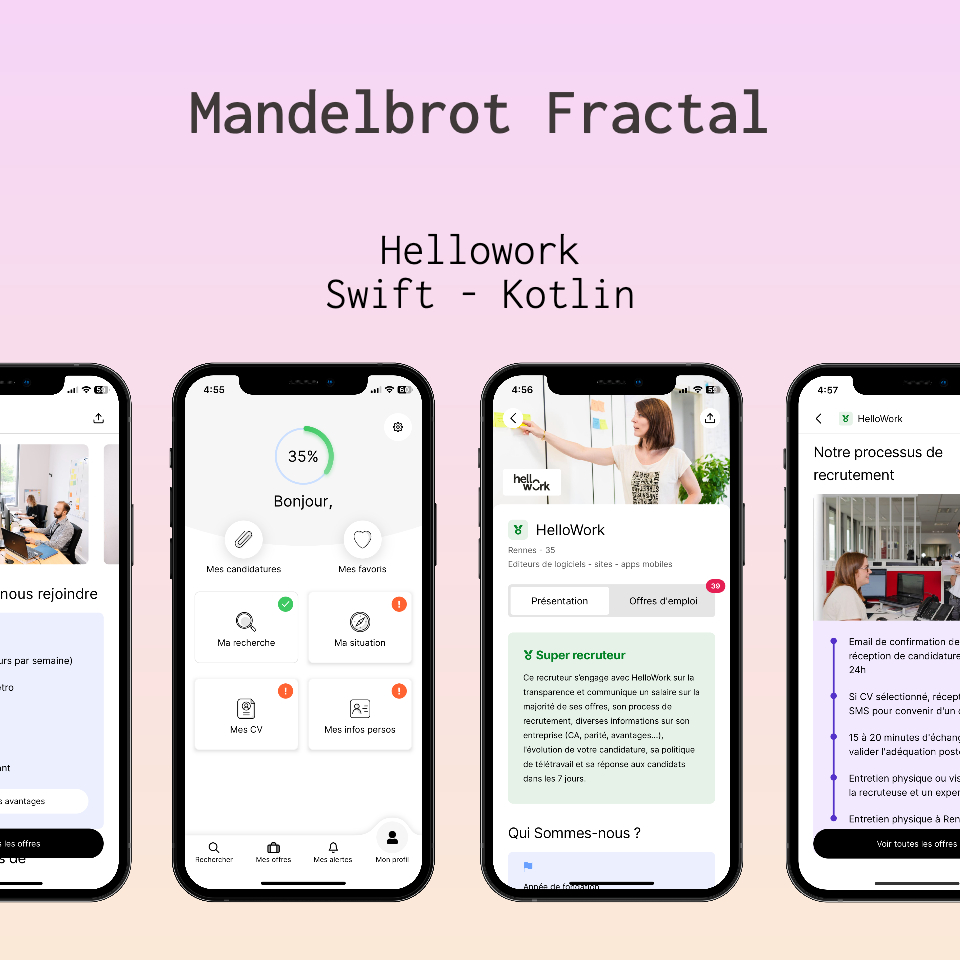 Mandelbrot Fractal
Hellowork
Swift - Kotlin
nous rejoindre
urs par semaine)
tro
ant
s avantages
s les offres
s de
4:55
35%
Bonjour,
Mes candidatures
Mes favoris
Ma recherche
Ma situation
Mes CV
Mes infos persos
Rechercher
Mes offres
Mes alertes
Mon profil
4:56
hellowork
HelloWork
Rennes - 35
Editeurs de logiciels - sites - apps mobiles
39
Présentation
Offres d'emploi
Super recruteur
Ce recruteur s'engage avec HelloWork sur la
transparence et communique un salaire sur la
majorité de ses offres, son process de
recrutement, diverses informations sur son
entreprise (CA, parité, avantages...),
l'évolution de votre candidature, sa politique
de télétravail et sa réponse aux candidats
dans les 7 jours.
Qui Sommes-nous ?
Année de fondation
4:57
HelloWork
Notre processus de
recrutement
Email de confirmation de
réception de candidature
24h
Si CV sélectionné, récept
SMS pour convenir d'un
15 à 20 minutes d'échang
valider l'adéquation post
Entretien physique ou vis
la recruteuse et un exper
Entretien physique à Ren
Voir toutes les offres